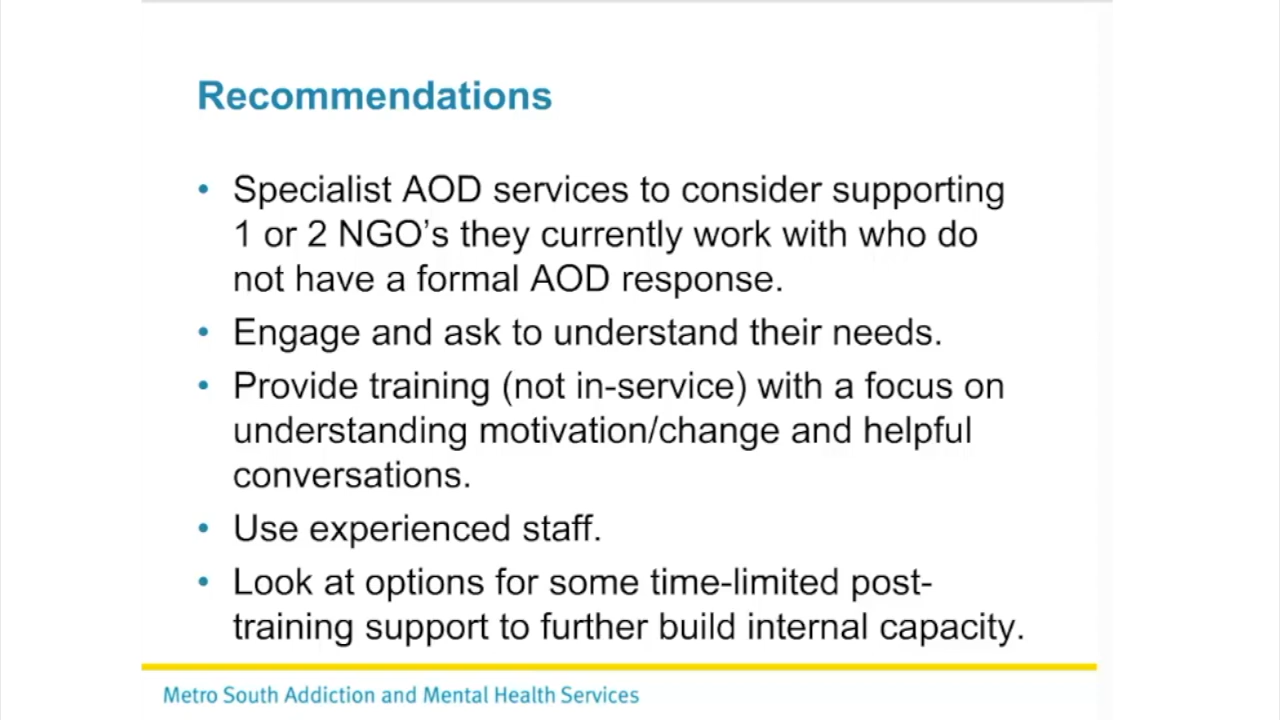 Recommendations
• Specialist AOD services to consider supporting
1 or 2 NGO’s they currently work with who do
not have a formal AOD response.
• Engage and ask to understand their needs.
• Provide training (not in-service) with a focus on
understanding motivation/change and helpful
conversations.
• Use experienced staff.
• Look at options for some time-limited post-
training support to further build internal capacity.
Metro South Addiction and Mental Health Services